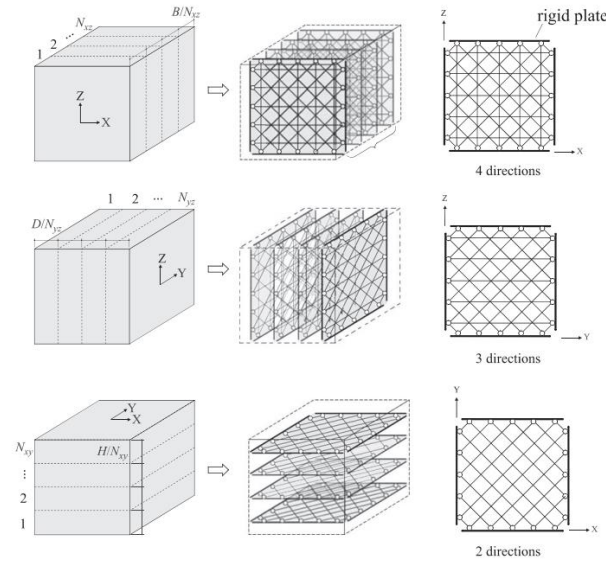 B/N_xz
N_xz
...
2
1
Z
X
rigid plate
Z
X
4 directions
1 2 ... N_yz
D/N_yz
Z
Y
Z
Y
3 directions
Y
X
N_xy
H/N_xy
⋮
2
1
Y
X
2 directions